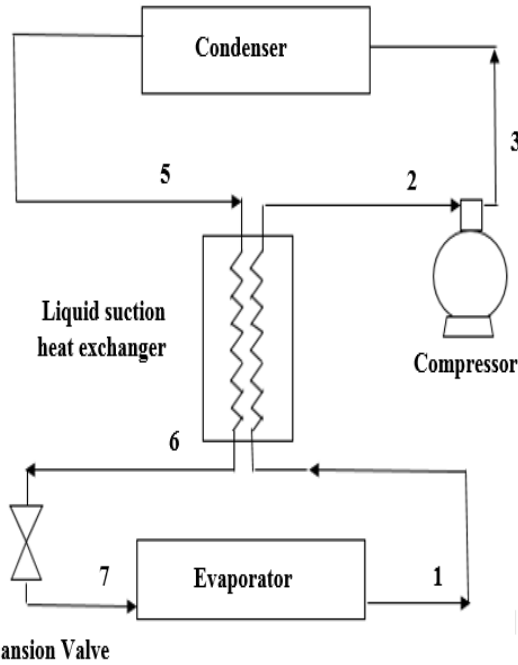 Condenser
3
5
2
Liquid suction
heat exchanger
Compressor
6
7
Evaporator
1
ansion Valve